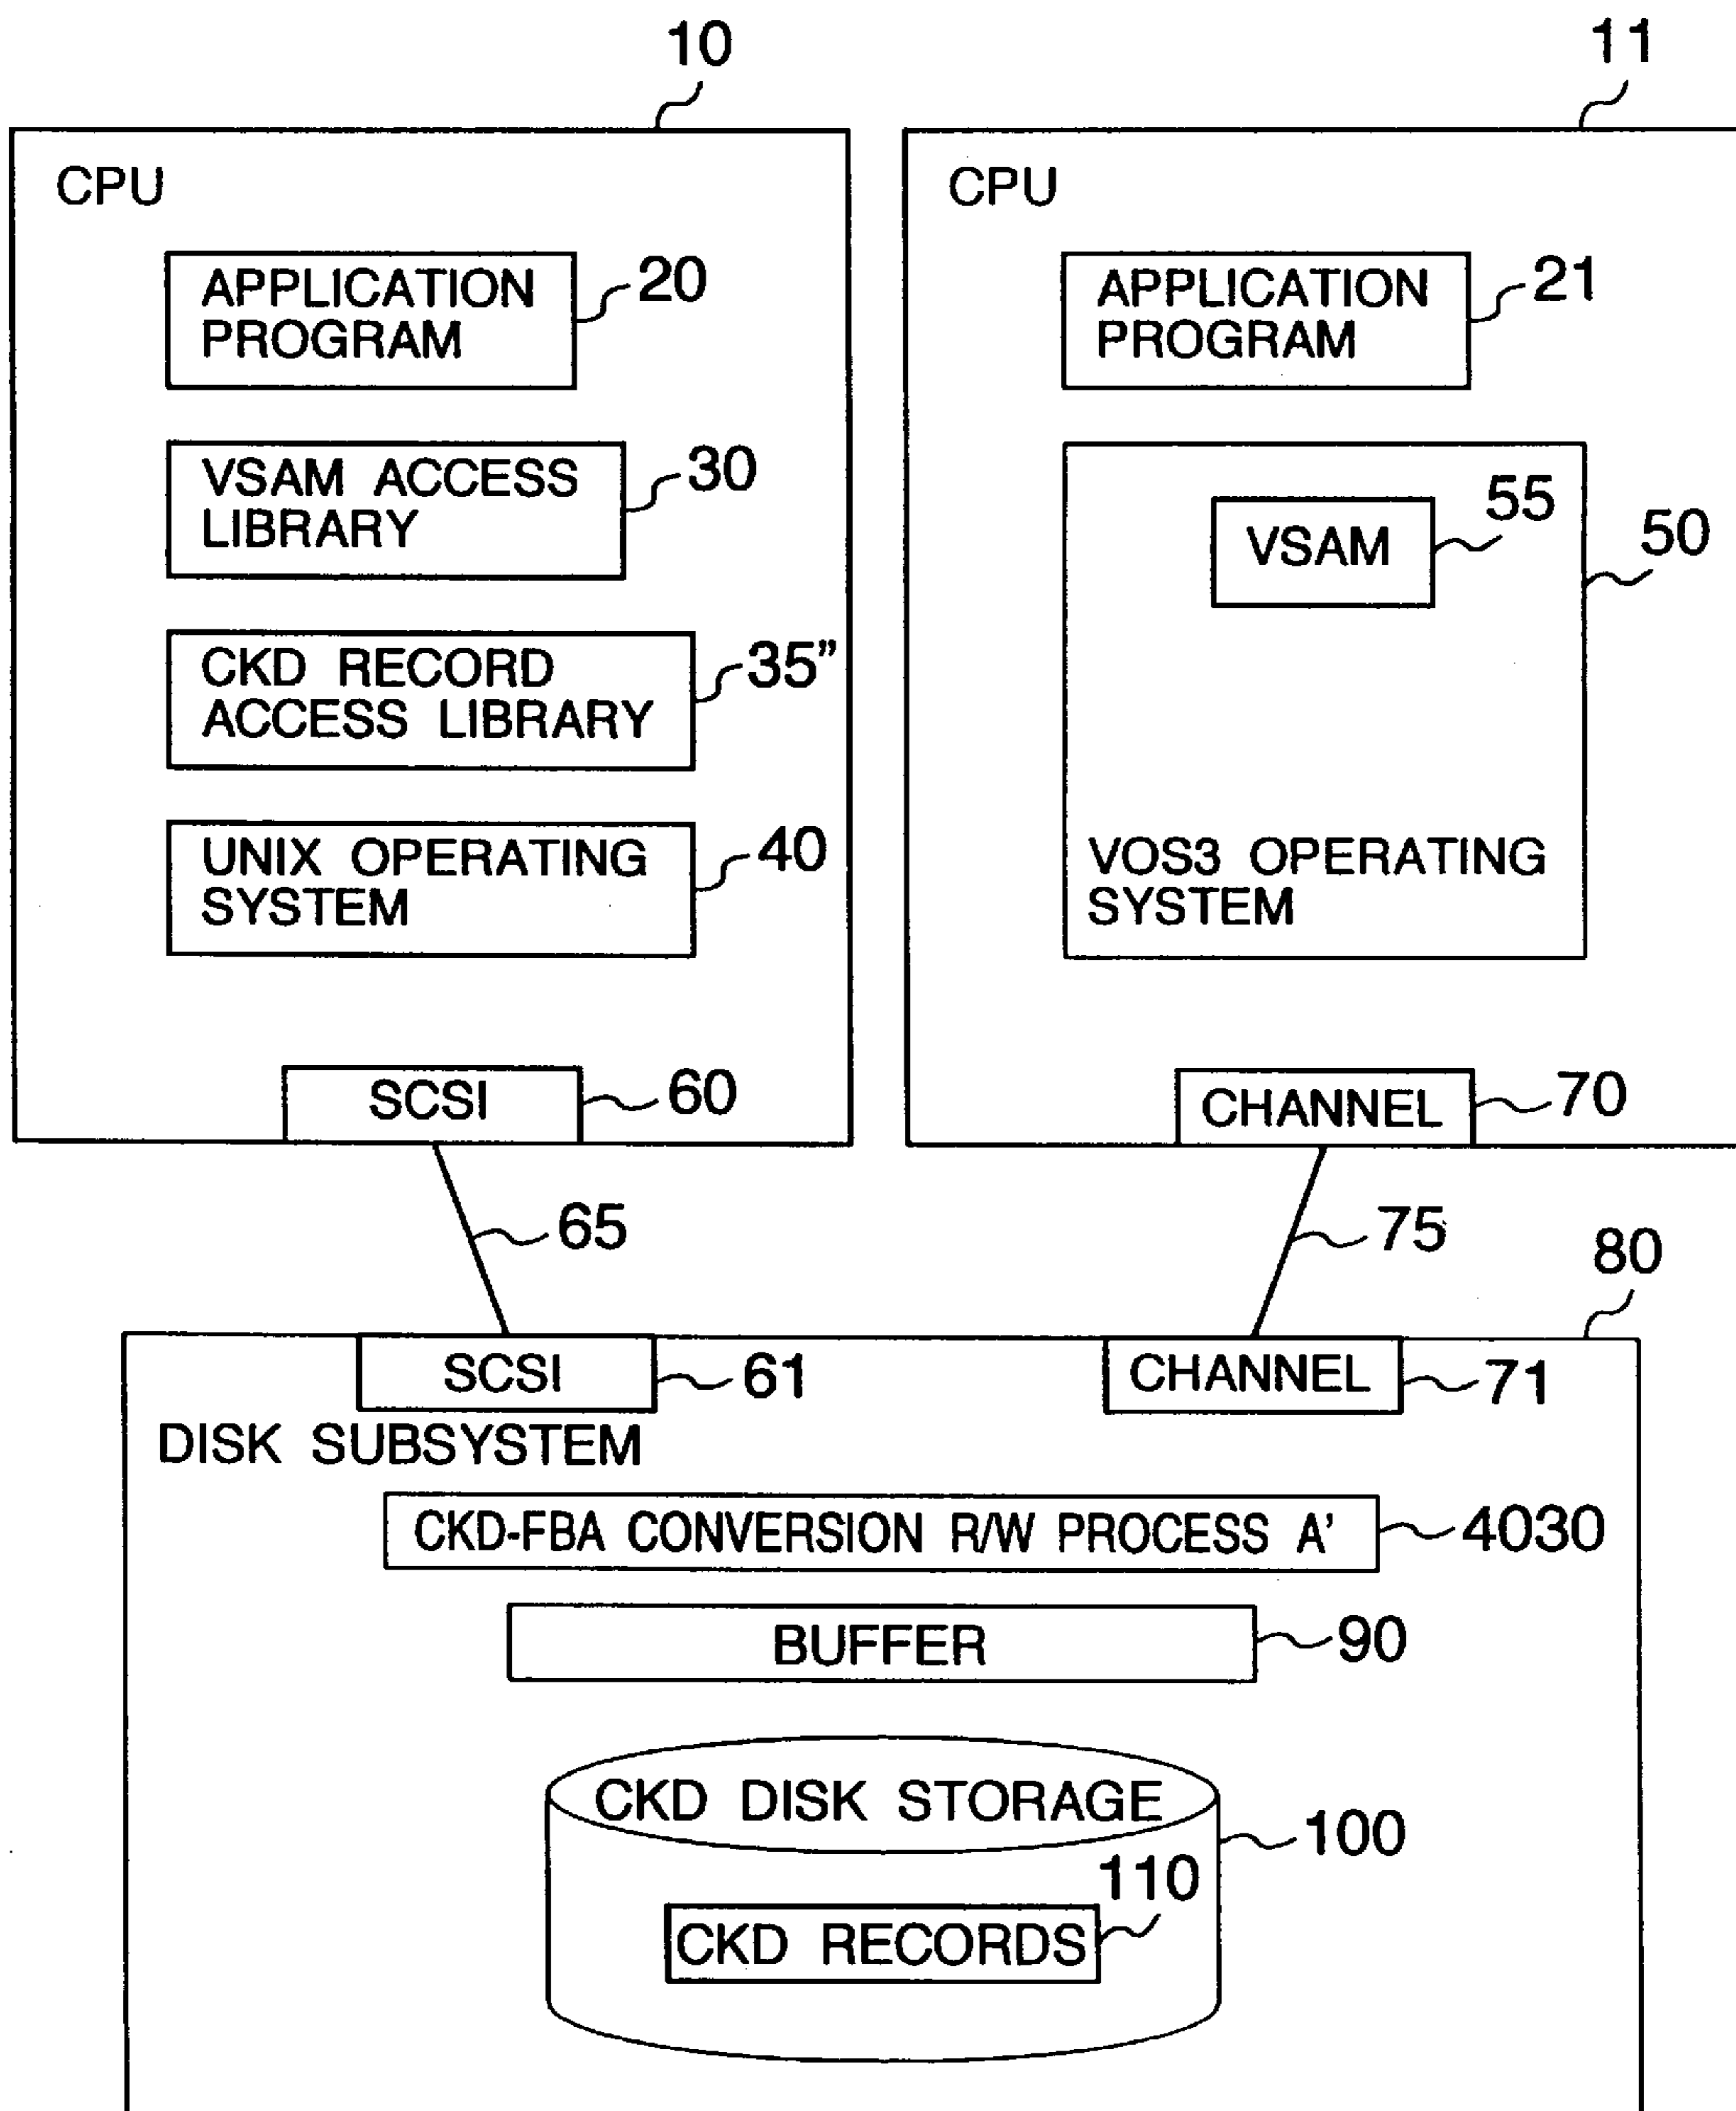 10
11
CPU
CPU
APPLICATION
PROGRAM
20
APPLICATION
PROGRAM
21
VSAM ACCESS
LIBRARY
30
VSAM
55
50
CKD RECORD
ACCESS LIBRARY
35”
UNIX OPERATING
SYSTEM
40
VOS3 OPERATING
SYSTEM
SCSI
60
CHANNEL
70
65
75
80
SCSI
61
CHANNEL
71
DISK SUBSYSTEM
CKD-FBA CONVERSION R/W PROCESS A'
4030
BUFFER
90
CKD DISK STORAGE
100
110
CKD RECORDS